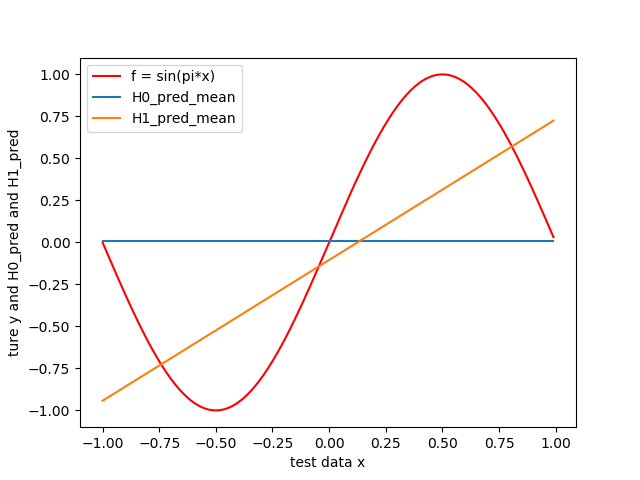 f = sin(pi*x)
H0_pred_mean
H1_pred_mean
1.00
0.75
0.50
0.25
0.00
−0.25
−0.50
−0.75
−1.00
ture y and H0_pred and H1_pred
−1.00 −0.75 −0.50 −0.25 0.00 0.25 0.50 0.75 1.00
test data x